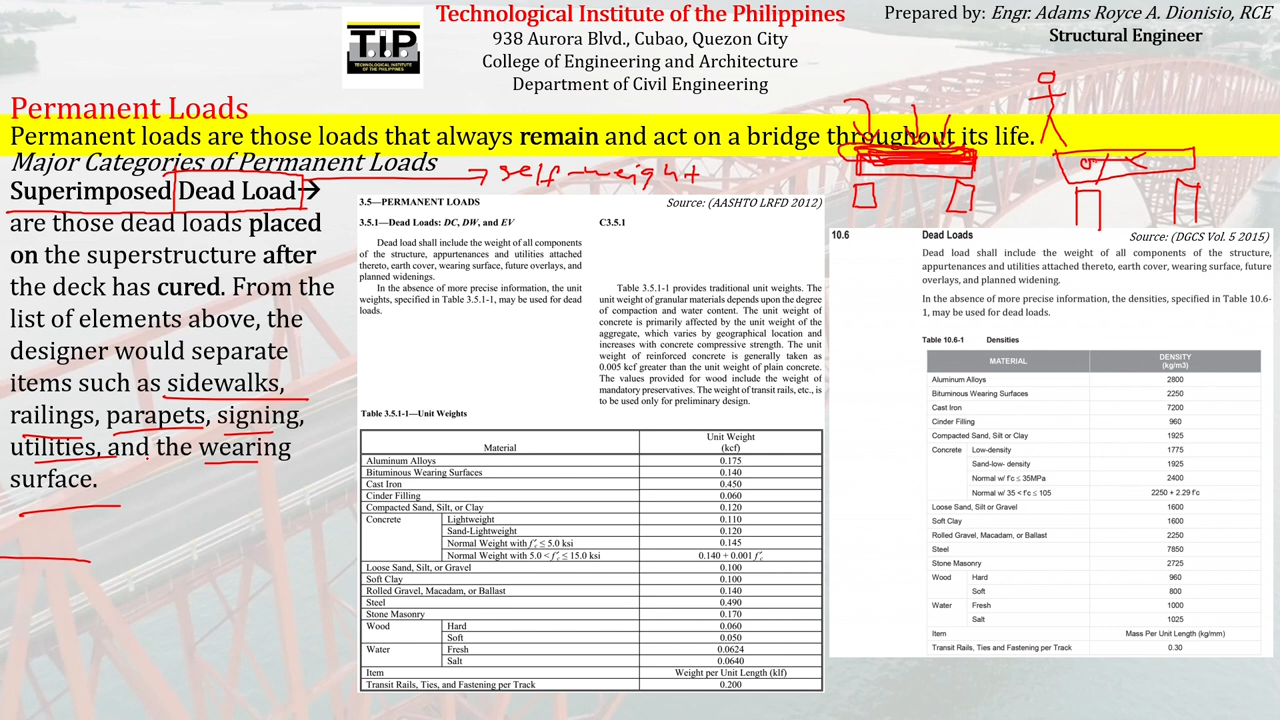 Technological Institute of the Philippines
938 Aurora Blvd., Cubao, Quezon City
College of Engineering and Architecture
Department of Civil Engineering
Prepared by: Engr. Adams Royce A. Dionisio, RCE
Structural Engineer
TIP
TECHNOLOGICAL INSTITUTE
OF THE PHILIPPINES
Permanent Loads
Permanent loads are those loads that always remain and act on a bridge throughout its life.
Major Categories of Permanent Loads
self-weight
Superimposed Dead Load→
are those dead loads placed
on the superstructure after
the deck has cured. From the
list of elements above, the
designer would separate
items such as sidewalks,
railings, parapets, signing,
utilities, and the wearing
surface.
3.5—PERMANENT LOADS
Source: (AASHTO LRFD 2012)
3.5.1—Dead Loads: DC, DW, and EV
C3.5.1
Dead load shall include the weight of all components
of the structure, appurtenances and utilities attached
thereto, earth cover, wearing surface, future overlays, and
planned widenings.
In the absence of more precise information, the unit
weights, specified in Table 3.5.1-1, may be used for dead
loads.
Table 3.5.1-1 provides traditional unit weights. The
unit weight of granular materials depends upon the degree
of compaction and water content. The unit weight of
concrete is primarily affected by the unit weight of the
aggregate, which varies by geographical location and
increases with concrete compressive strength. The unit
weight of reinforced concrete is generally taken as
0.005 kcf greater than the unit weight of plain concrete.
The values provided for wood include the weight of
mandatory preservatives. The weight of transit rails, etc., is
to be used only for preliminary design.
Table 3.5.1-1—Unit Weights
Material Unit Weight (kcf)
Aluminum Alloys 0.175
Bituminous Wearing Surfaces 0.140
Cast Iron 0.450
Cinder Filling 0.060
Compacted Sand, Silt, or Clay 0.120
Concrete Lightweight 0.110
Sand-Lightweight 0.120
Normal Weight with f'c ≤ 5.0 ksi 0.145
Normal Weight with 5.0 < f'c ≤ 15.0 ksi 0.140 + 0.001 f'c
Loose Sand, Silt, or Gravel 0.100
Soft Clay 0.100
Rolled Gravel, Macadam, or Ballast 0.140
Steel 0.490
Stone Masonry 0.170
Wood Hard 0.060
Soft 0.050
Water Fresh 0.0624
Salt 0.0640
Item Weight per Unit Length (klf)
Transit Rails, Ties, and Fastening per Track 0.200
10.6 Dead Loads
Source: (DGCS Vol. 5 2015)
Dead load shall include the weight of all components of the structure,
appurtenances and utilities attached thereto, earth cover, wearing surface, future
overlays, and planned widening.
In the absence of more precise information, the densities, specified in Table 10.6-
1, may be used for dead loads.
Table 10.6-1 Densities
MATERIAL DENSITY (kg/m3)
Aluminum Alloys 2800
Bituminous Wearing Surfaces 2250
Cast Iron 7200
Cinder Filling 960
Compacted Sand, Silt or Clay 1925
Concrete Low-density 1775
Sand-low- density 1925
Normal w/ f'c ≤ 35MPa 2400
Normal w/ 35 < f'c ≤ 105 2250 + 2.29 f'c
Loose Sand, Silt or Gravel 1600
Soft Clay 1600
Rolled Gravel, Macadam, or Ballast 2250
Steel 7850
Stone Masonry 2725
Wood Hard 960
Soft 800
Water Fresh 1000
Salt 1025
Item Mass Per Unit Length (kg/mm)
Transit Rails, Ties and Fastening per Track 0.30